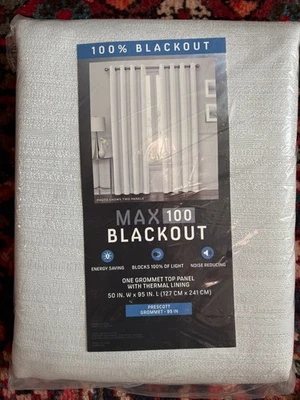 100% BLACKOUT
PHOTO SHOWS TWO PANELS
MAX 100
BLACKOUT
ENERGY SAVING
BLOCKS 100% OF LIGHT
NOISE REDUCING
ONE GROMMET TOP PANEL
WITH THERMAL LINING
50 IN. W x 95 IN. L (127 CM x 241 CM)
PRESCOTT
GROMMET - 95 IN